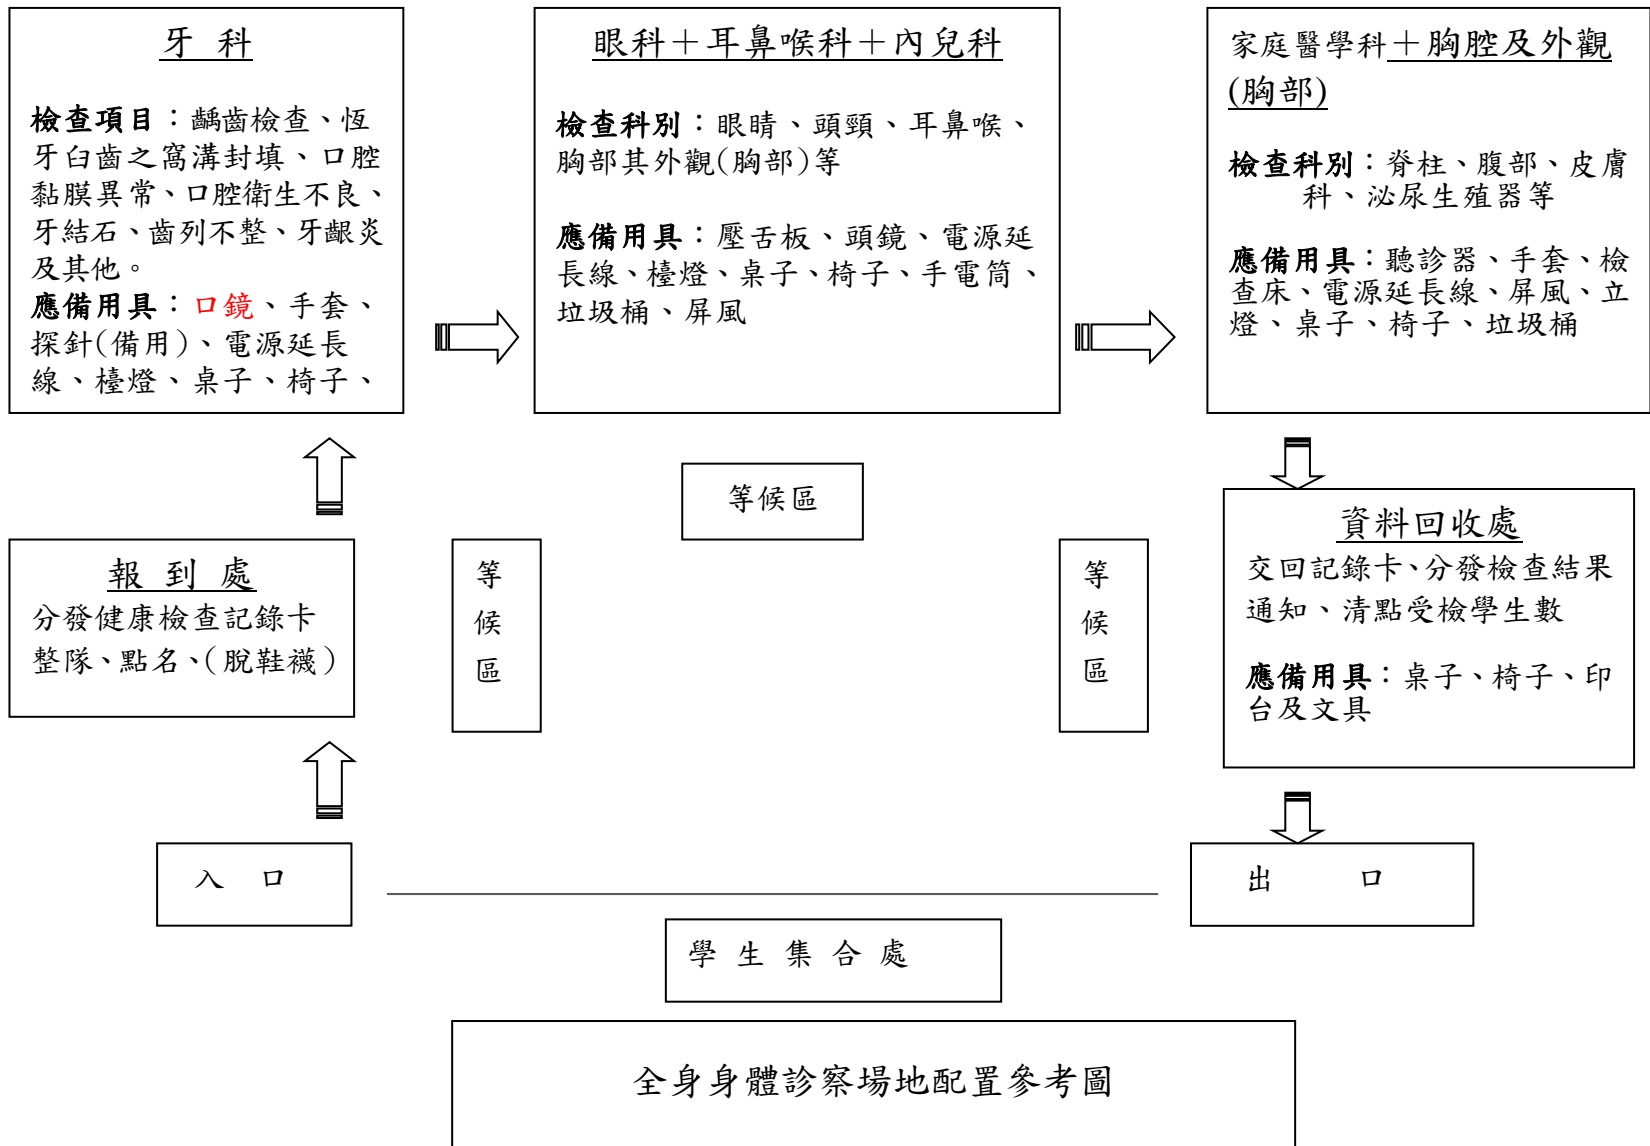 牙 科
檢查項目：齲齒檢查、恆
牙臼齒之窩溝封填、口腔
黏膜異常、口腔衛生不良、
牙結石、齒列不整、牙齦炎
及其他。
應備用具：口鏡、手套、
探針(備用)、電源延長
線、檯燈、桌子、椅子、
眼科＋耳鼻喉科＋內兒科
檢查科別：眼睛、頭頸、耳鼻喉、
胸部其外觀(胸部)等
應備用具：壓舌板、頭鏡、電源延
長線、檯燈、桌子、椅子、手電筒、
垃圾桶、屏風
家庭醫學科＋胸腔及外觀
(胸部)
檢查科別：脊柱、腹部、皮膚
科、泌尿生殖器等
應備用具：聽診器、手套、檢
查床、電源延長線、屏風、立
燈、桌子、椅子、垃圾桶
等候區
報 到 處
分發健康檢查記錄卡
整隊、點名、(脫鞋襪)
等
候
區
等
候
區
資料回收處
交回記錄卡、分發檢查結果
通知、清點受檢學生數
應備用具：桌子、椅子、印
台及文具
入 口
出 口
學 生 集 合 處
全身身體診察場地配置參考圖